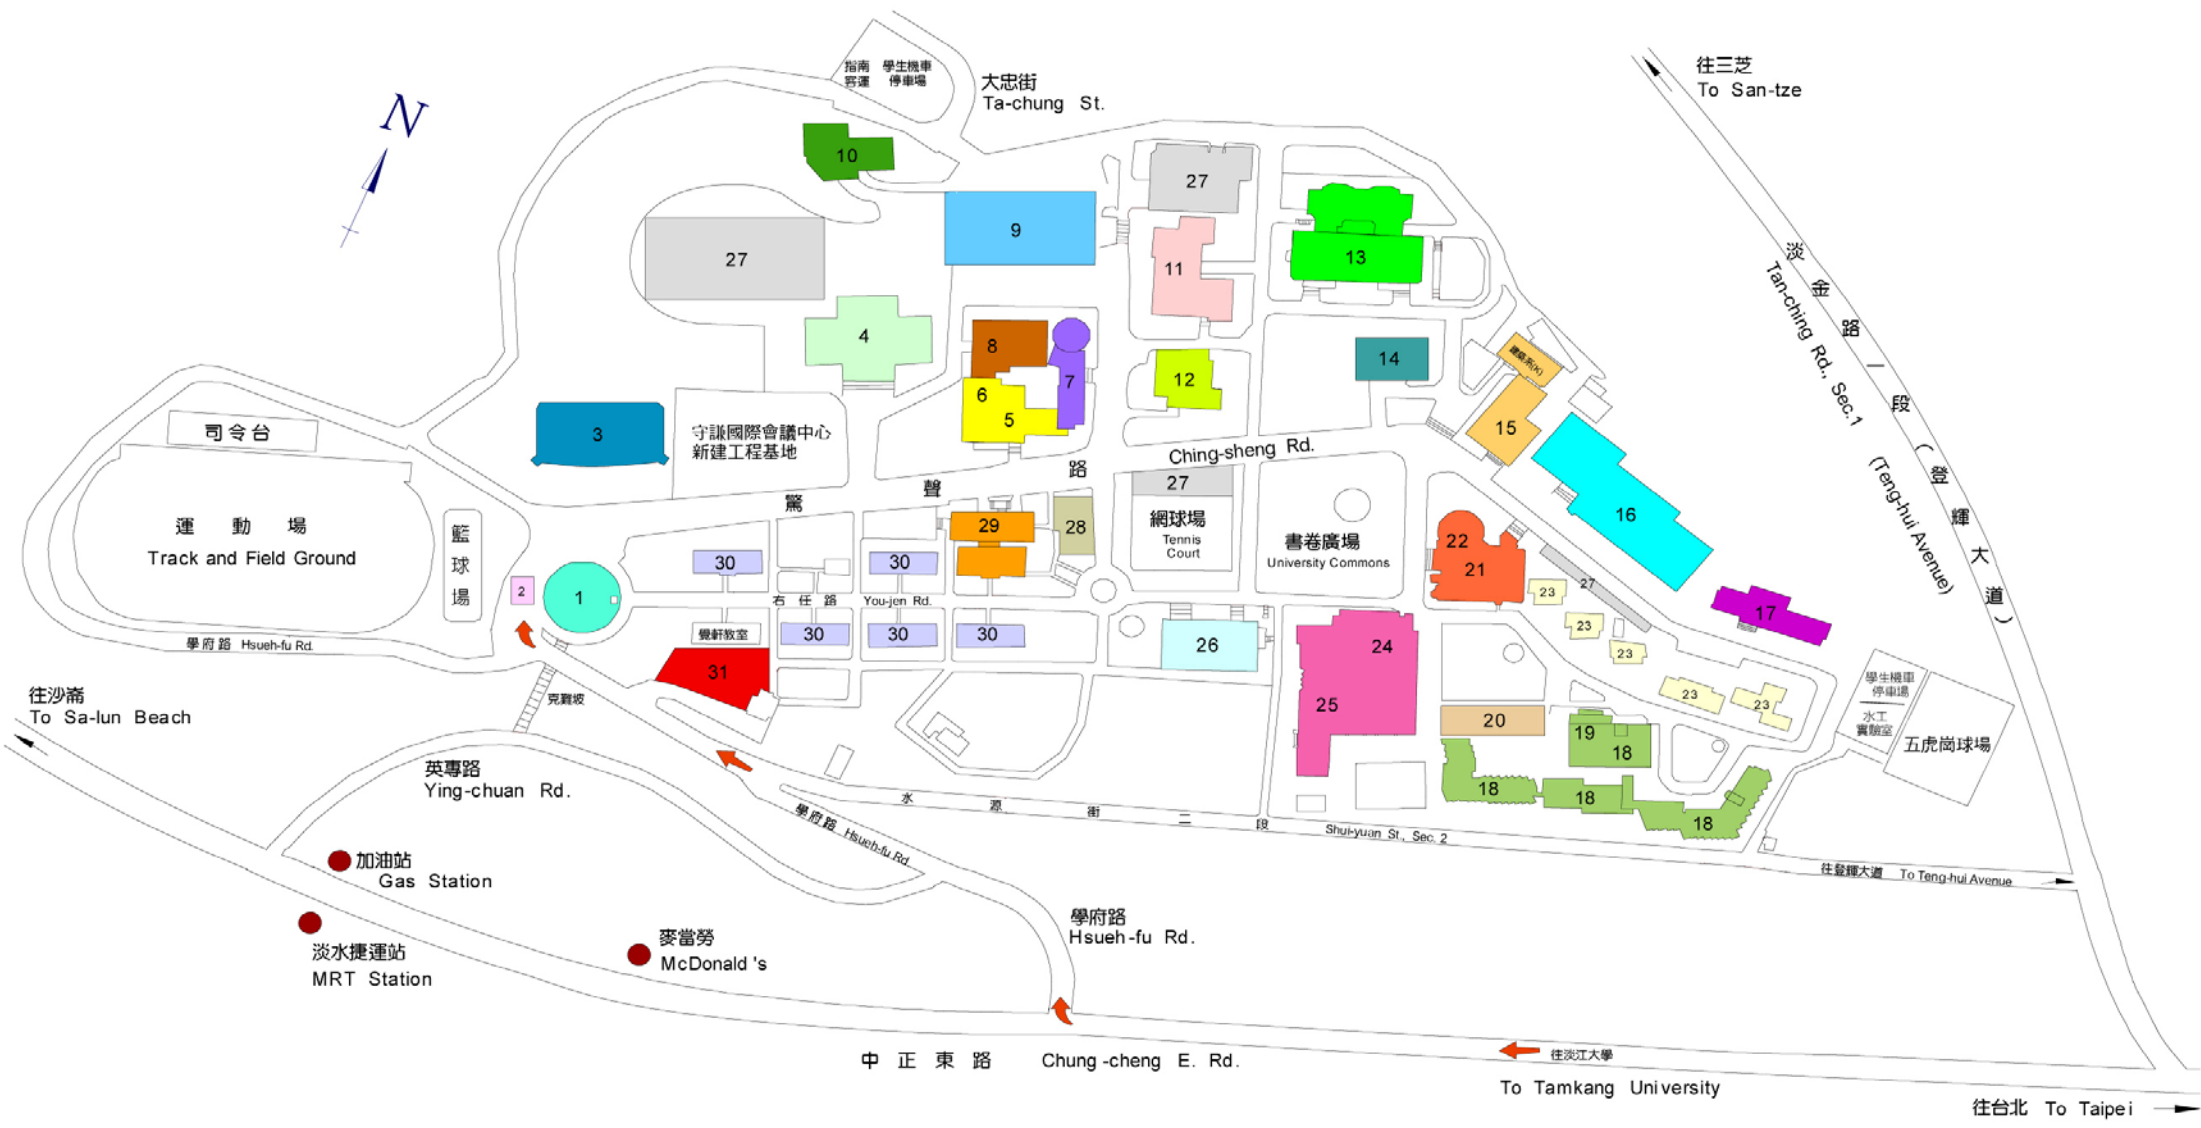 指南 學生機車
客運 停車場
大忠街
Ta-chung St.
往三芝
To San-tze
N
10
27
9
27
11
13
淡金路一段(登輝大道)
Tan-ching Rd., Sec.1 (Teng-hui Avenue)
4
8
7
6
5
12
14
建築系(K)
15
3
守謙國際會議中心
新建工程基地
司令台
驚聲路
Ching-sheng Rd.
16
運動場
Track and Field Ground
籃球場
29
28
27
網球場
Tennis
Court
書卷廣場
University Commons
22
21
27
23
23
23
23
23
17
2
1
30
30
右任路 You-jen Rd.
覺軒教室
30
30
30
31
26
24
25
20
19
18
18
18
18
學府路 Hsueh-fu Rd.
克難坡
往沙崙
To Sa-lun Beach
學生機車
停車場
水工
實驗室
五虎崗球場
英專路
Ying-chuan Rd.
水源街二段 Shui-yuan St., Sec. 2
學府路 Hsueh-fu Rd.
往登輝大道 To Teng-hui Avenue
加油站
Gas Station
淡水捷運站
MRT Station
麥當勞
McDonald's
學府路
Hsueh-fu Rd.
中正東路 Chung-cheng E. Rd.
往淡江大學
To Tamkang University
往台北 To Taipei